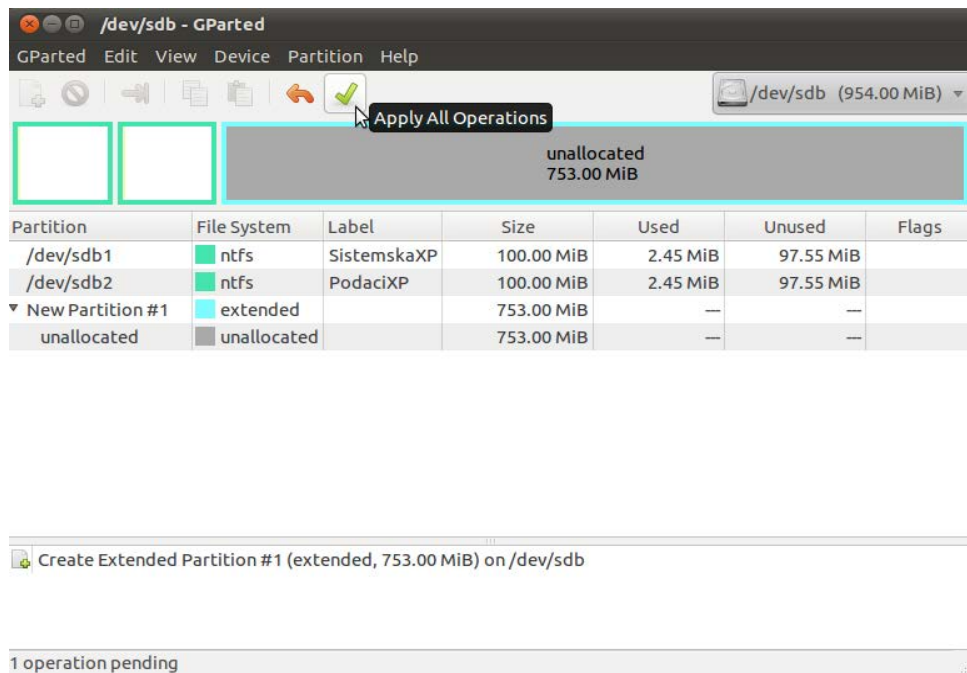 /dev/sdb - GParted
GParted Edit View Device Partition Help
/dev/sdb (954.00 MiB)
Apply All Operations
unallocated
753.00 MiB
Partition File System Label Size Used Unused Flags
/dev/sdb1 ntfs SistemskaXP 100.00 MiB 2.45 MiB 97.55 MiB
/dev/sdb2 ntfs PodaciXP 100.00 MiB 2.45 MiB 97.55 MiB
New Partition #1 extended 753.00 MiB --- ---
unallocated unallocated 753.00 MiB --- ---
Create Extended Partition #1 (extended, 753.00 MiB) on /dev/sdb
1 operation pending